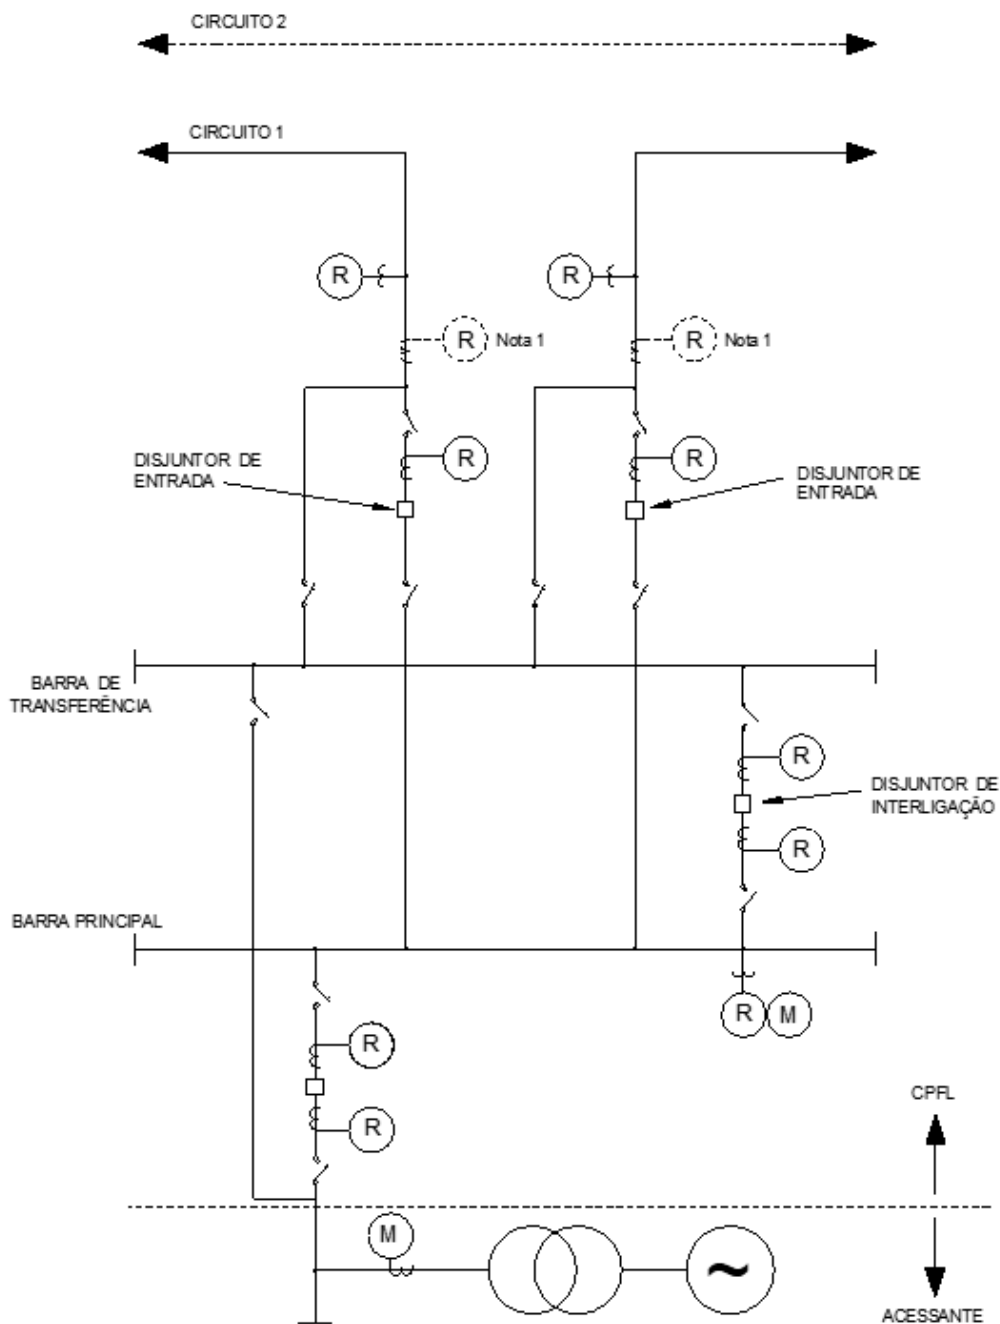 CIRCUITO 2
CIRCUITO 1
R
R
R
Nota 1
R
Nota 1
R
R
DISJUNTOR DE
ENTRADA
DISJUNTOR DE
ENTRADA
BARRA DE
TRANSFERÊNCIA
R
DISJUNTOR DE
INTERLIGAÇÃO
R
BARRA PRINCIPAL
R
M
R
R
CPFL
M
~
ACESSANTE